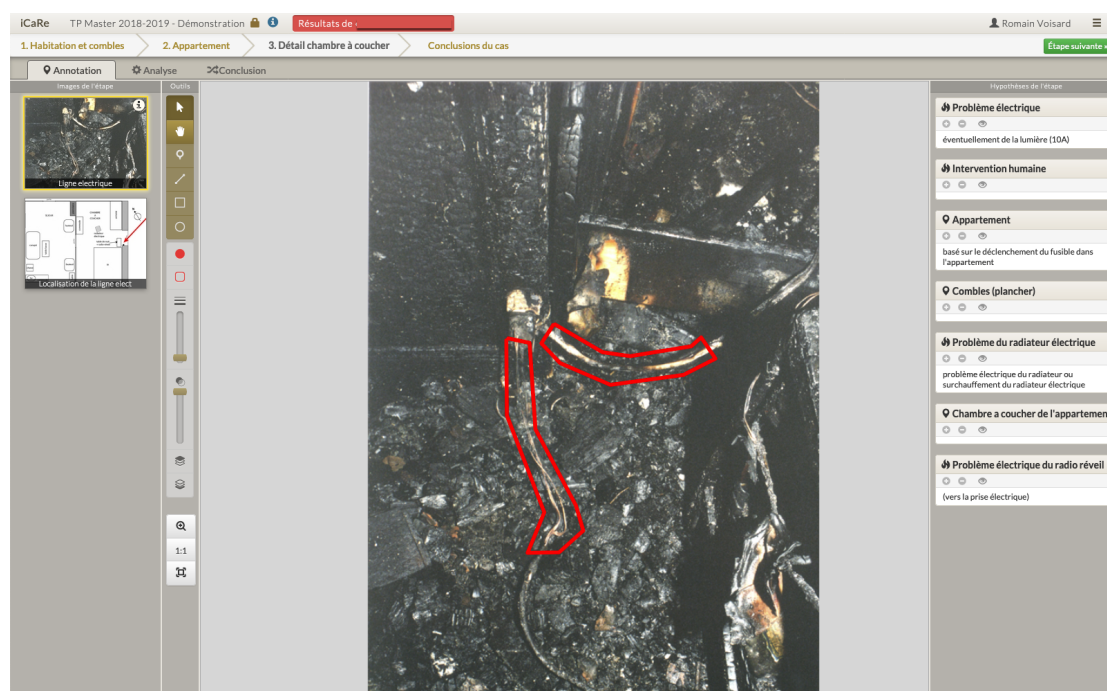 iCaRe TP Master 2018-2019 - Démonstration Résultats de - Romain Voisard
1. Habitation et combles 2. Appartement 3. Détail chambre à coucher Conclusions du cas Étape suivante
Annotation Analyse Conclusion
Images de l'étape Outils Hypothèses de l'étape
Ligne electrique
Localisation de la ligne elect
1:1
Problème électrique
éventuellement de la lumière (10A)
Intervention humaine
Appartement
basé sur le déclenchement du fusible dans
l'appartement
Combles (plancher)
Problème du radiateur électrique
problème électrique du radiateur ou
surchauffement du radiateur électrique
Chambre a coucher de l'appartemen
Problème électrique du radio réveil
(vers la prise électrique)